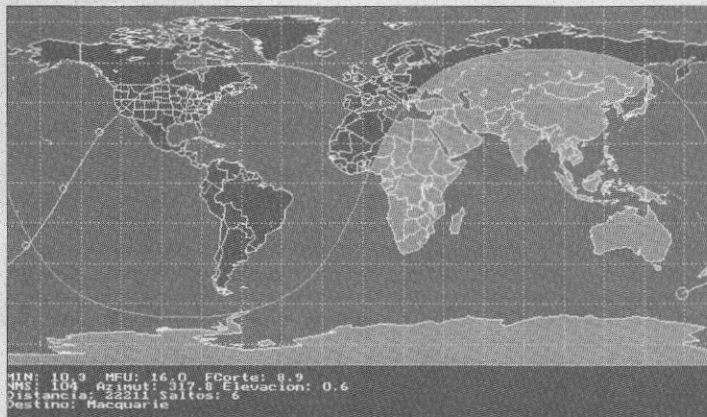 MIN: 10.3 MFU: 16.0 FCorte: 8.9
NMS: 104 Azimut: 317.8 Elevacion: 0.6
Distancia: 22211 Saltos: 6
Destino: Macquarie